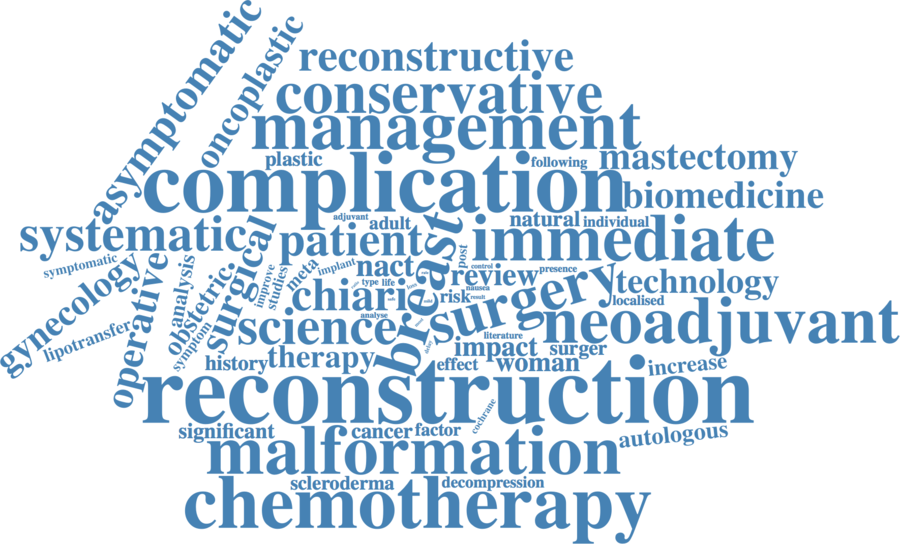 asymptomatic
oncoplastic
reconstructive
conservative
management
plastic
following
mastectomy
complication
biomedicine
adjuvant
adult
natural
individual
systematic
surgical
patient
breast
immediate
symptomatic
gynecology
operative
analysis
obstetric.
improve
studies
meta
implant
nact
post
control
review
presence
technology
type
life
nausea
chiari
risk
result
surgery
localised
lipotransfer
symptom
science
analyse
neoadjuvant
literature
history
therapy
impact
surger
effect
woman
increase
reconstruction
cochrane
significant
cancer
factor
autologous
malformation
scleroderma
decompression
chemotherapy